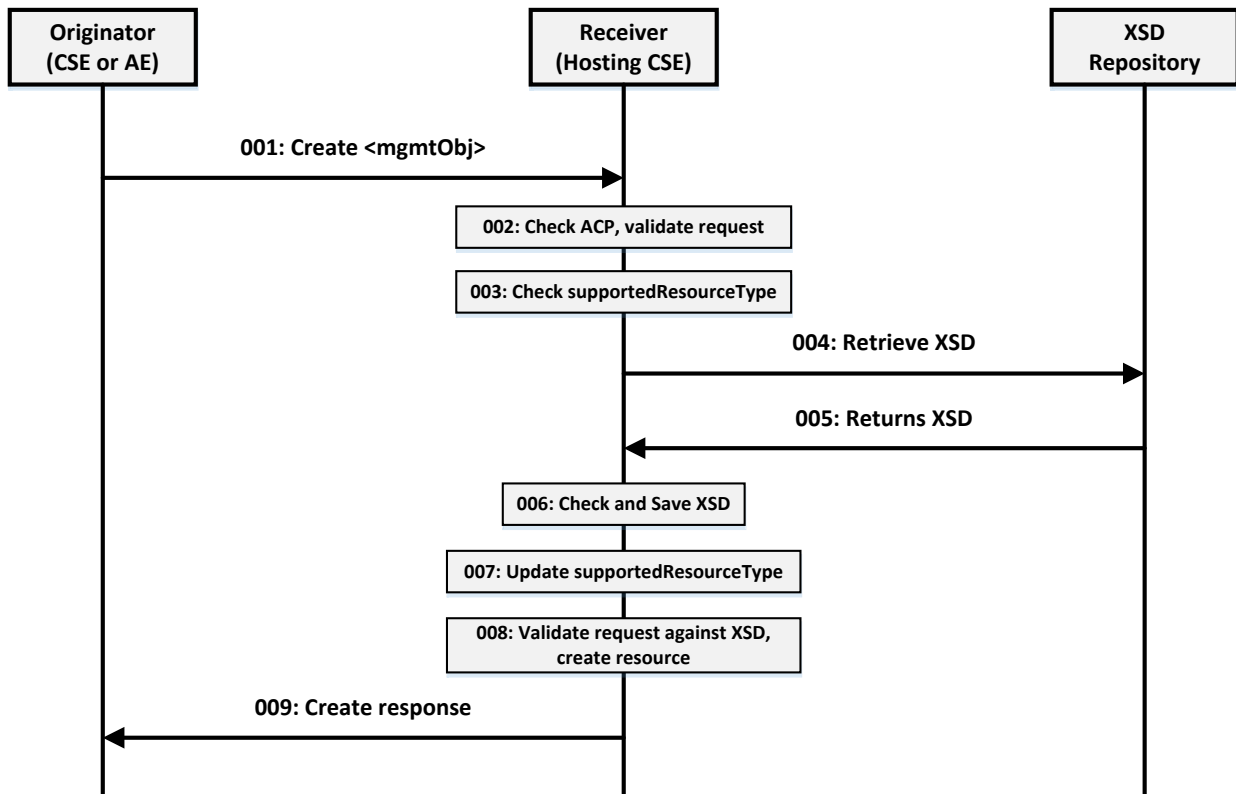 Originator
(CSE or AE)
Receiver
(Hosting CSE)
XSD
Repository
001: Create <mgmtObj>
002: Check ACP, validate request
003: Check supportedResourceType
004: Retrieve XSD
005: Returns XSD
006: Check and Save XSD
007: Update supportedResourceType
008: Validate request against XSD,
create resource
009: Create response